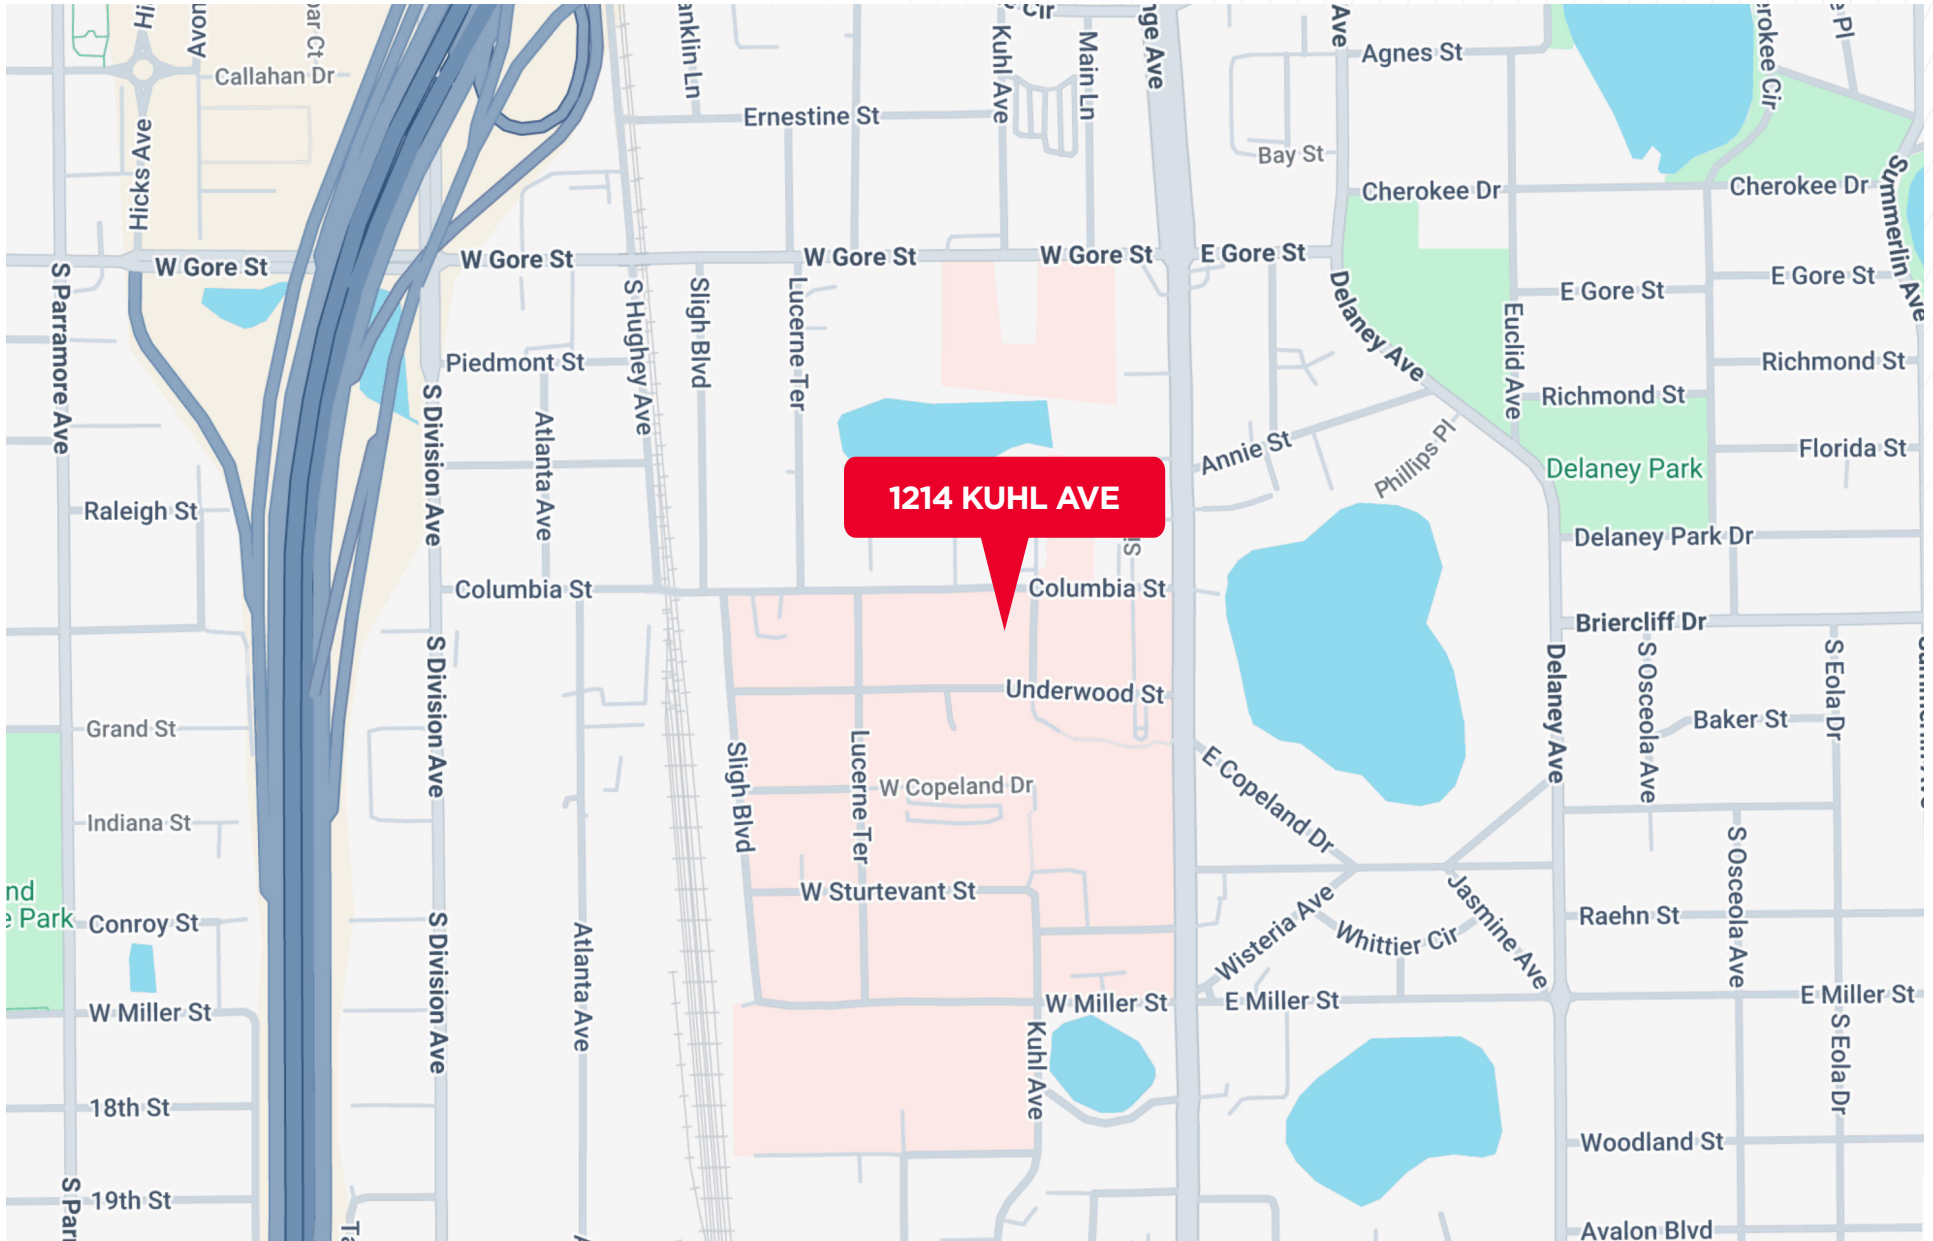 Callahan Dr
Hicks Ave
Ernestine St
Kuhl Ave
Main Ln
Cir
Ave
Agnes St
Bay St
Cherokee Dr
Cherokee Dr
Summerlin Ave
W Gore St
W Gore St
W Gore St
W Gore St
E Gore St
E Gore St
E Gore St
S Parramore Ave
S Hughey Ave
Sligh Blvd
Lucerne Ter
Delaney Ave
Euclid Ave
Piedmont St
Richmond St
Richmond St
S Division Ave
Atlanta Ave
Annie St
Phillips Pl
Florida St
Delaney Park
1214 KUHL AVE
Raleigh St
Delaney Park Dr
Columbia St
Columbia St
Briercliff Dr
S Division Ave
Underwood St
Delaney Ave
S Osceola Ave
S Eola Dr
Baker St
Grand St
Sligh Blvd
Lucerne Ter
W Copeland Dr
E Copeland Dr
Indiana St
W Sturtevant St
S Osceola Ave
Park
Conroy St
S Division Ave
Atlanta Ave
Wisteria Ave
Whittier Cir
Jasmine Ave
Raehn St
W Miller St
W Miller St
E Miller St
E Miller St
Kuhl Ave
S Eola Dr
18th St
Woodland St
19th St
Avalon Blvd